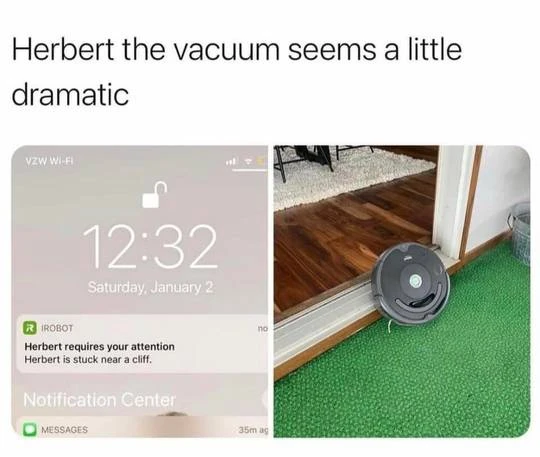 Herbert the vacuum seems a little
dramatic
VZW Wi-Fi
12:32
Saturday, January 2
IROBOT
no
Herbert requires your attention
Herbert is stuck near a cliff.
Notification Center
MESSAGES
35m ag